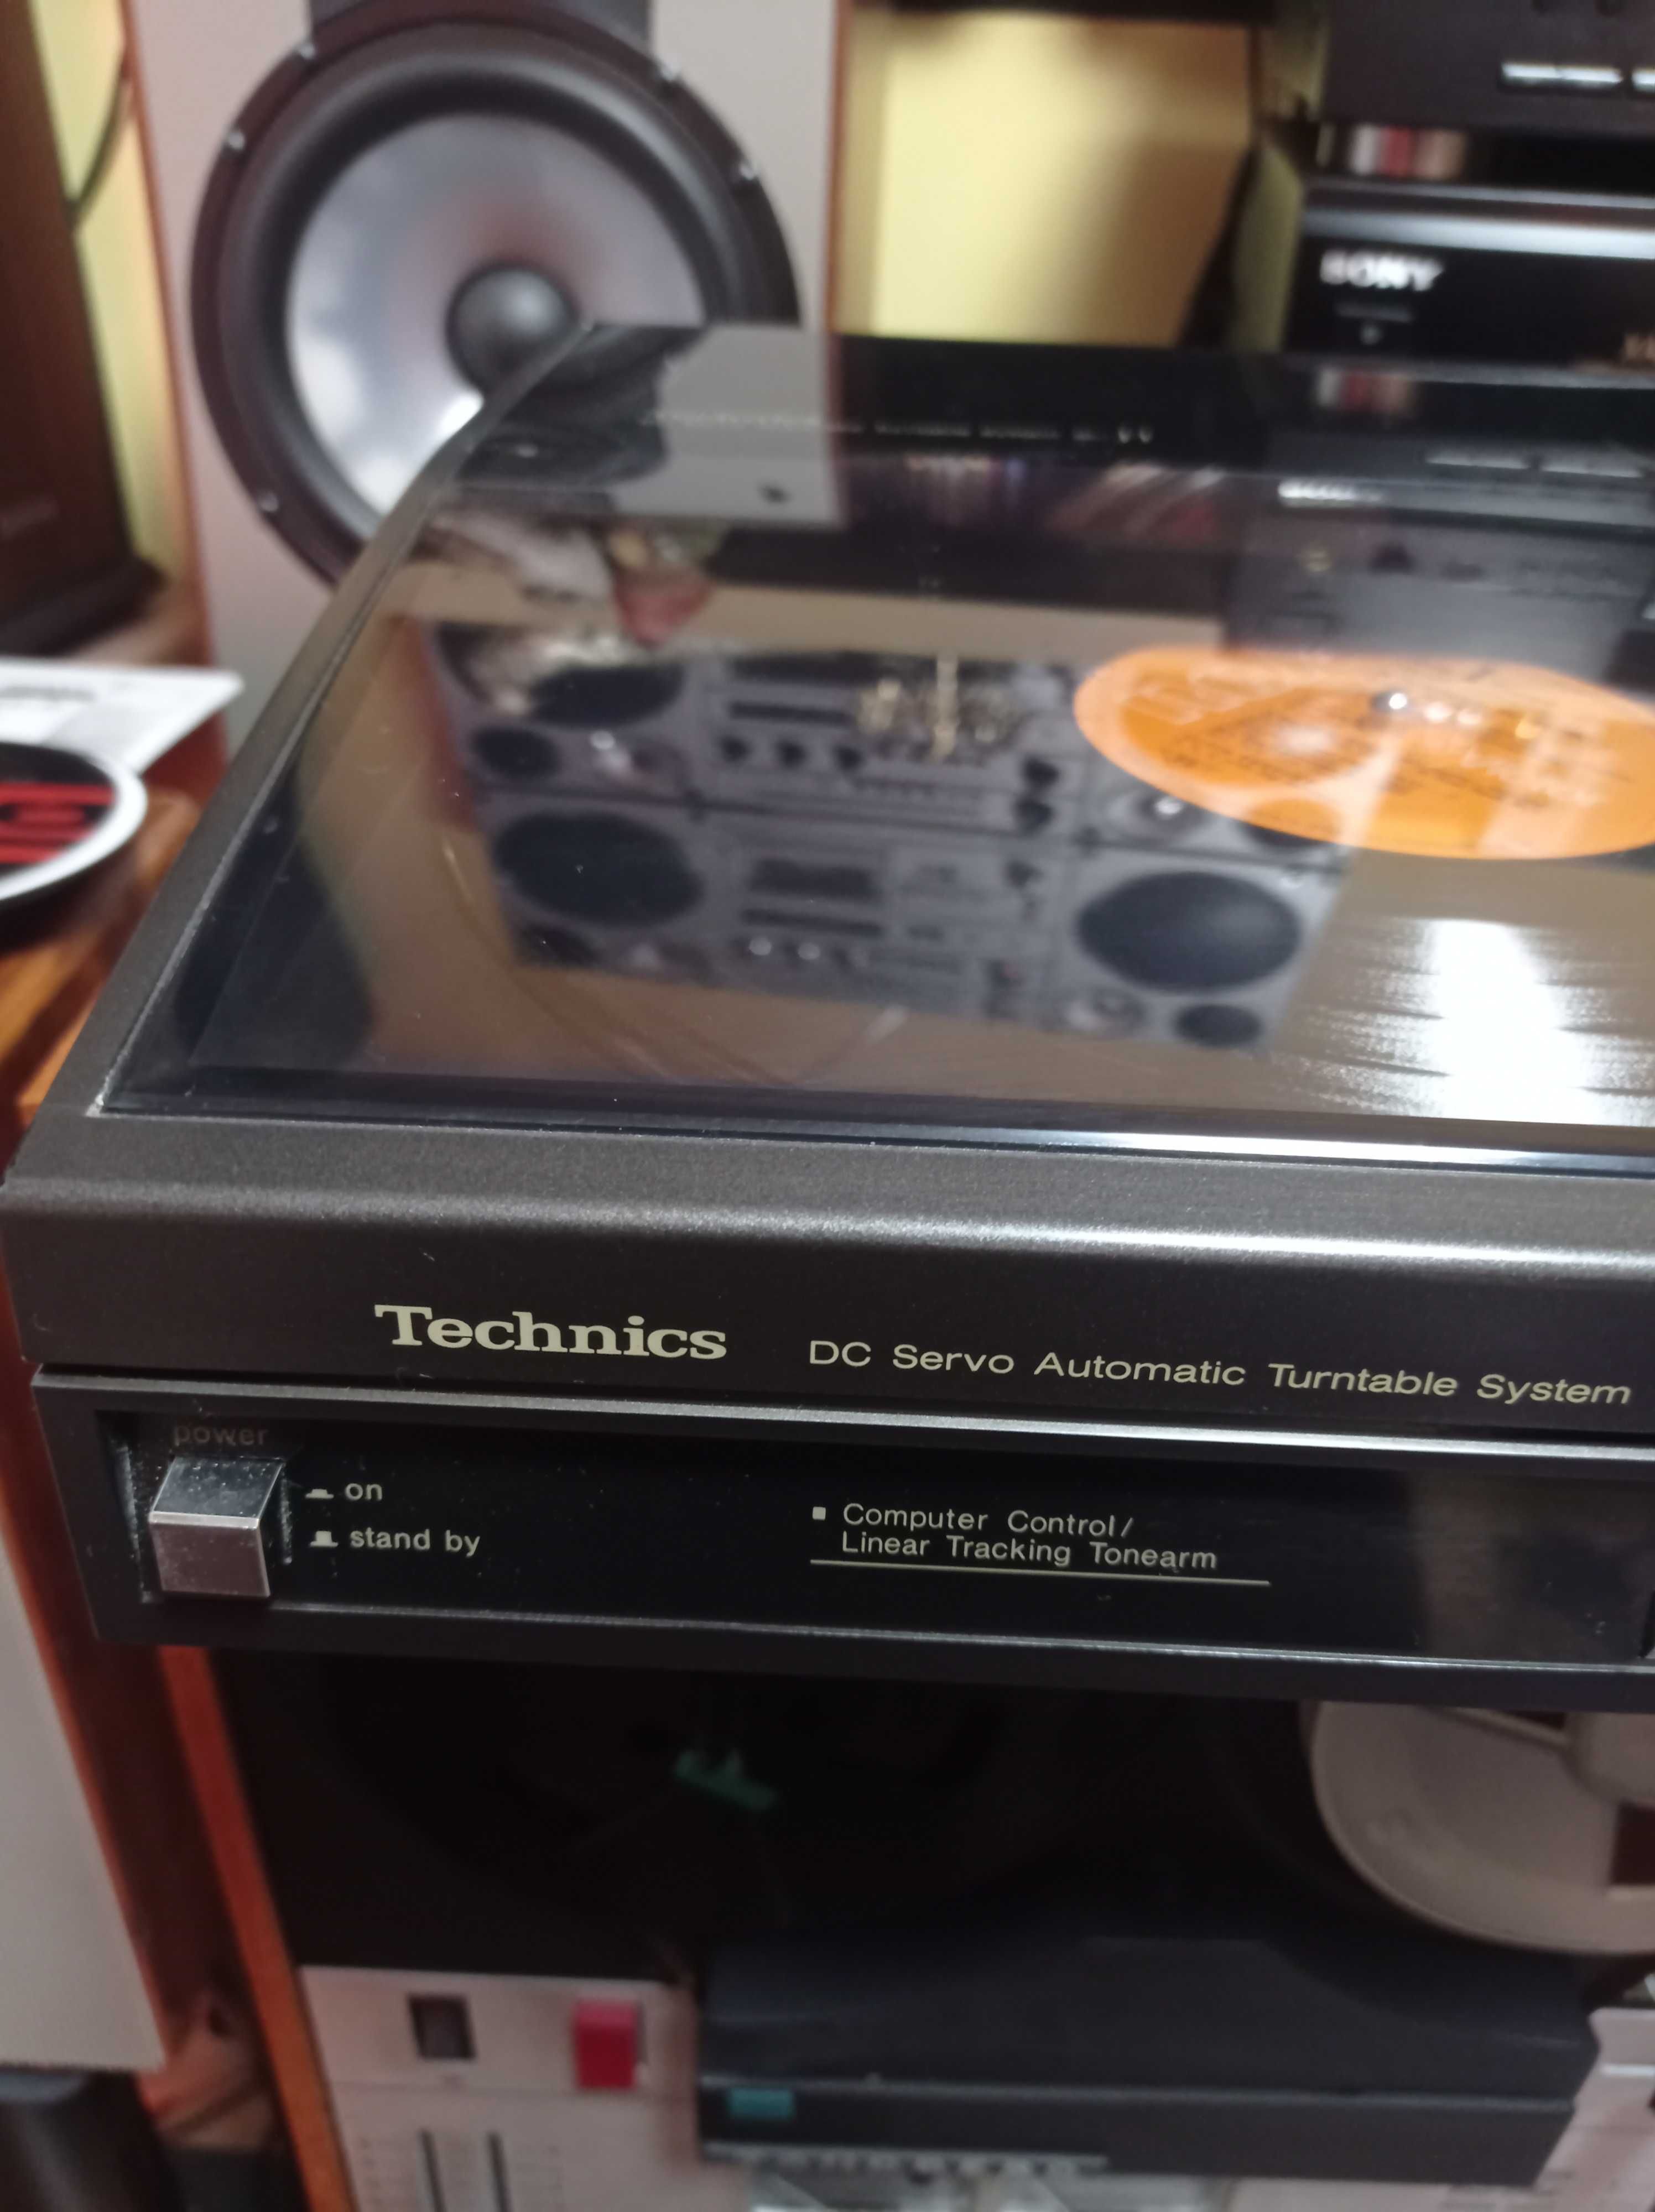 SONY
Technics
DC Servo Automatic Turntable System
power
on
stand by
Computer Control/
Linear Tracking Tonearm